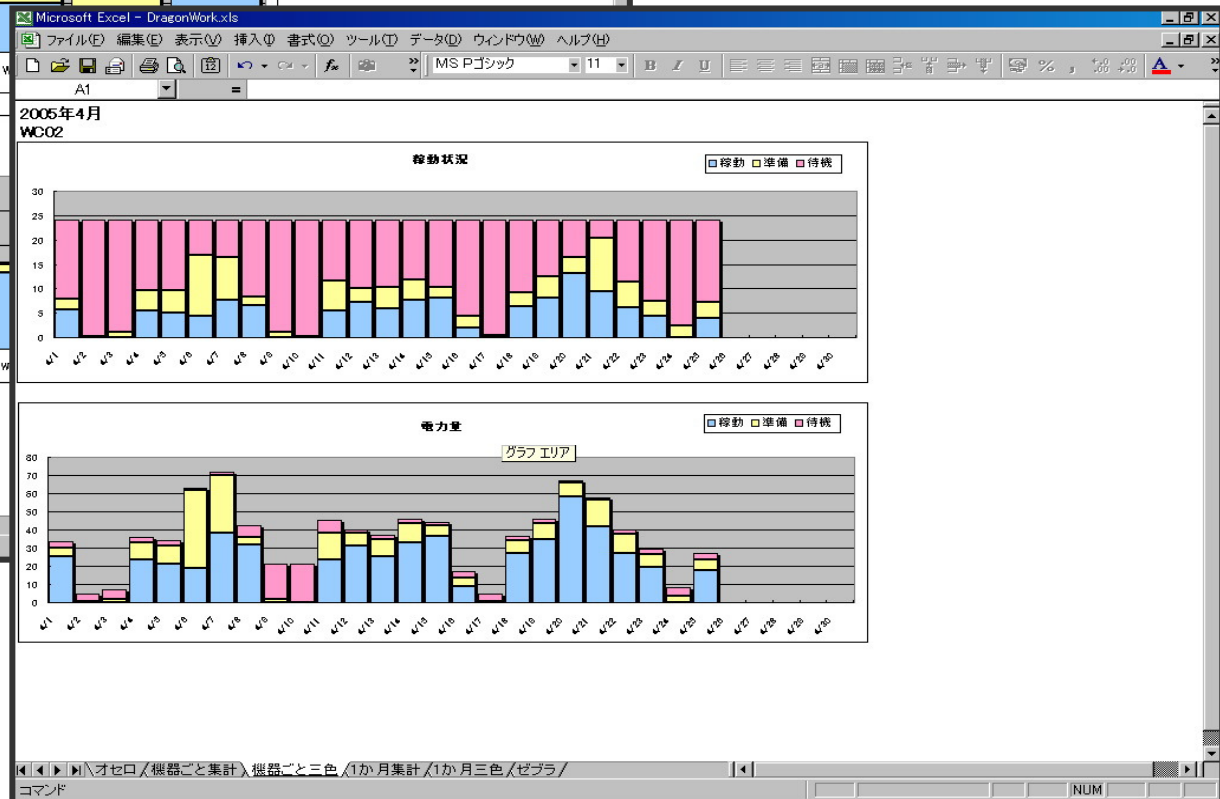 Microsoft Excel - DragonWork.xls
ファイル(F) 編集(E) 表示(V) 挿入(I) 書式(O) ツール(T) データ(D) ウィンドウ(W) ヘルプ(H)
MS Pゴシック 11 B I U
A1 =
2005年4月
WC02
稼動状況
稼動 準備 待機
30
25
20
15
10
5
0
4/1 4/2 4/3 4/4 4/5 4/6 4/7 4/8 4/9 4/10 4/11 4/12 4/13 4/14 4/15 4/16 4/17 4/18 4/19 4/20 4/21 4/22 4/23 4/24 4/25 4/26 4/27 4/28 4/29 4/30
電力量
稼動 準備 待機
グラフ エリア
80
70
60
50
40
30
20
10
0
4/1 4/2 4/3 4/4 4/5 4/6 4/7 4/8 4/9 4/10 4/11 4/12 4/13 4/14 4/15 4/16 4/17 4/18 4/19 4/20 4/21 4/22 4/23 4/24 4/25 4/26 4/27 4/28 4/29 4/30
オセロ 機器ごと集計 機器ごと三色 1か月集計 1か月三色 ゼブラ
コマンド NUM